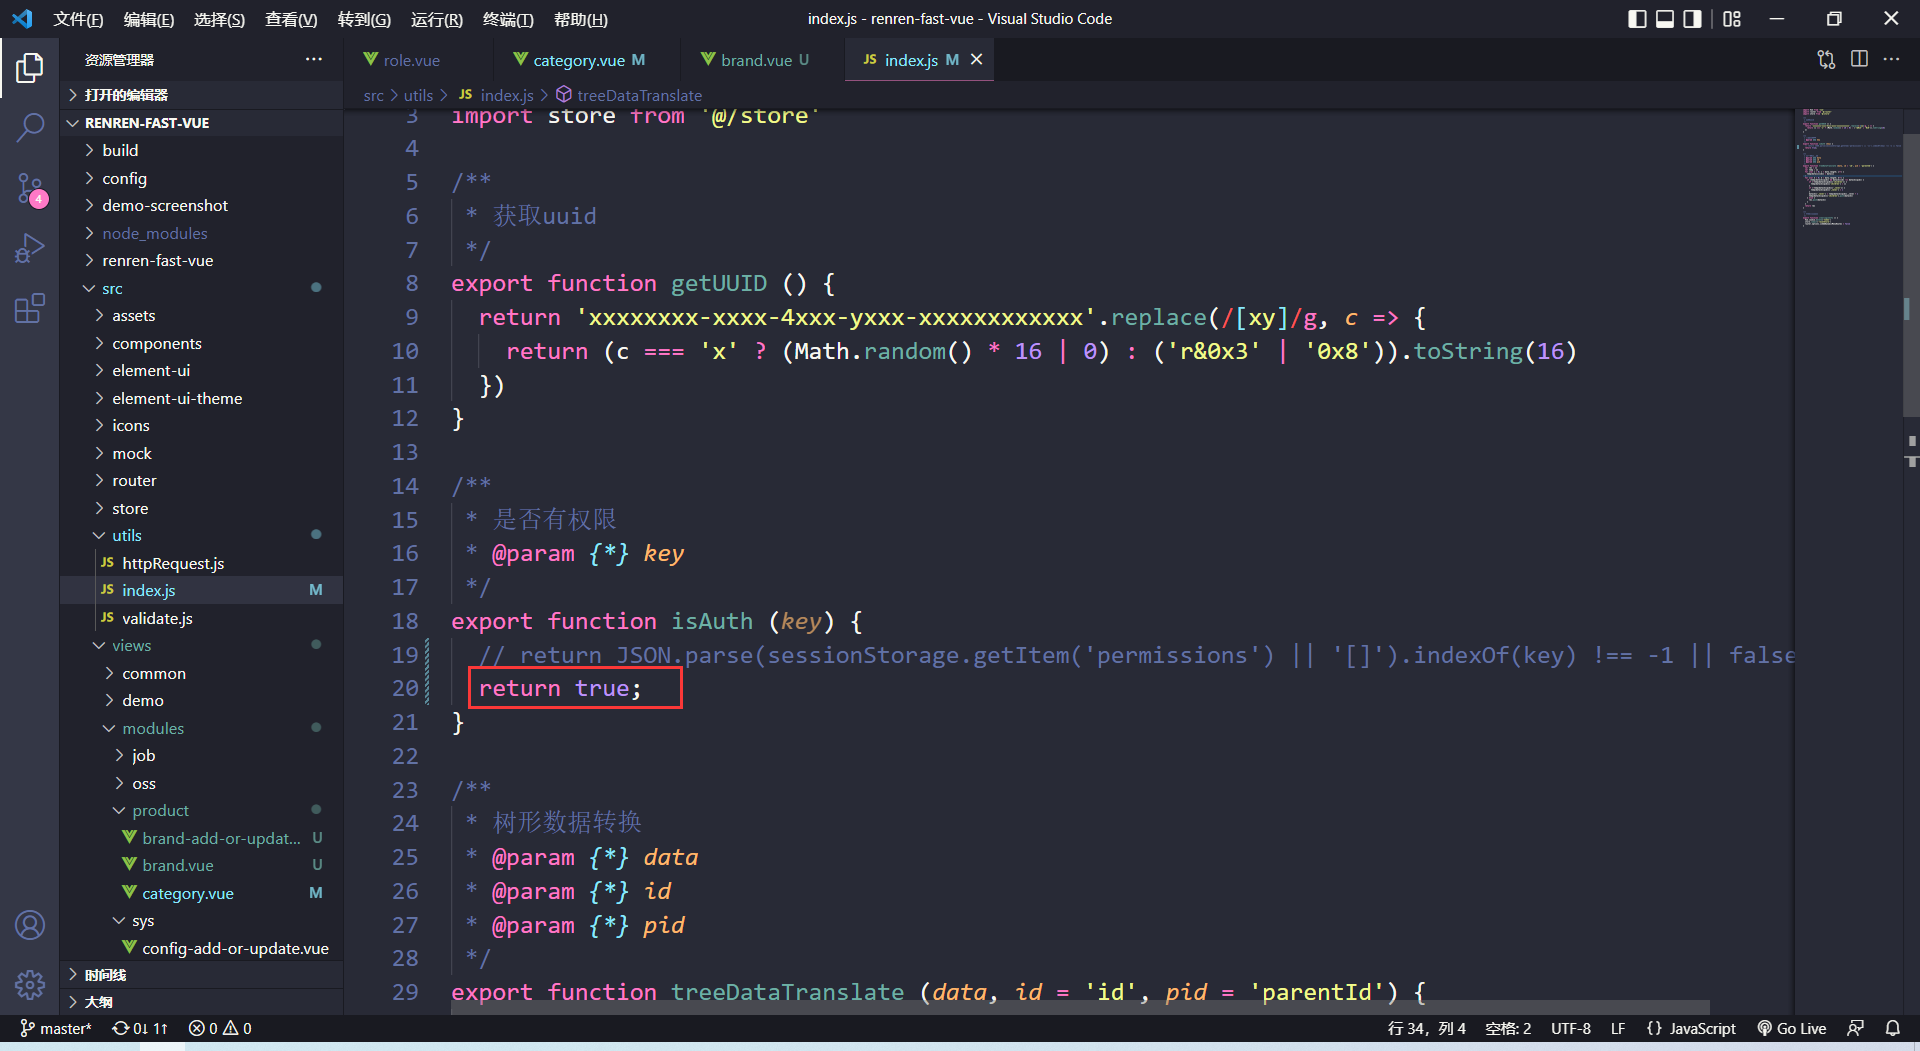 文件(F) 编辑(E) 选择(S) 查看(V) 转到(G) 运行(R) 终端(T) 帮助(H)
index.js - renren-fast-vue - Visual Studio Code
资源管理器
打开的编辑器
RENREN-FAST-VUE
build
config
demo-screenshot
node_modules
renren-fast-vue
src
assets
components
element-ui
element-ui-theme
icons
mock
router
store
utils
JS httpRequest.js
JS index.js M
JS validate.js
views
common
demo
modules
job
oss
product
brand-add-or-updat... U
brand.vue U
category.vue M
sys
config-add-or-update.vue
时间线
大纲
4
role.vue
category.vue M
brand.vue U
JS index.js M
src > utils > JS index.js > treeDataTranslate
3 import store from '@/store'
4
5 /**
6 * 获取uuid
7 */
8 export function getUUID () {
9 return 'xxxxxxxx-xxxx-4xxx-yxxx-xxxxxxxxxxxx'.replace(/[xy]/g, c => {
10 return (c === 'x' ? (Math.random() * 16 | 0) : ('r&0x3' | '0x8')).toString(16)
11 })
12 }
13
14 /**
15 * 是否有权限
16 * @param {*} key
17 */
18 export function isAuth (key) {
19 // return JSON.parse(sessionStorage.getItem('permissions') || '[]').indexOf(key) !== -1 || false
20 return true;
21 }
22
23 /**
24 * 树形数据转换
25 * @param {*} data
26 * @param {*} id
27 * @param {*} pid
28 */
29 export function treeDataTranslate (data, id = 'id', pid = 'parentId') {
master* 0↓ 1↑ 0 0
行 34，列 4 空格: 2 UTF-8 LF {} JavaScript Go Live